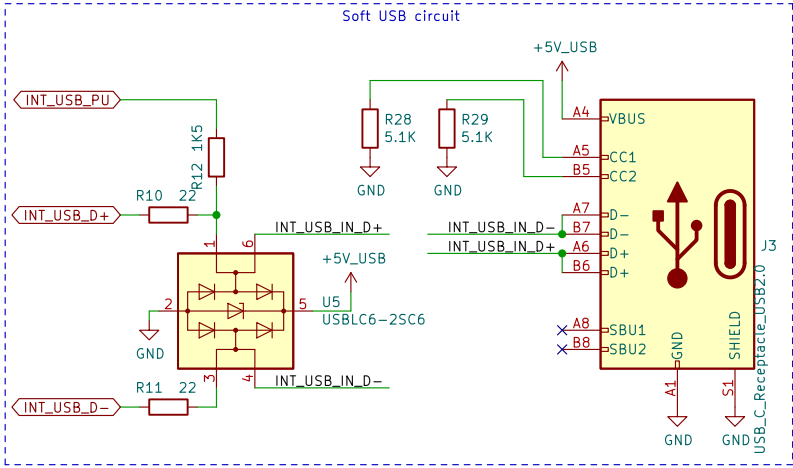 Soft USB circuit
+5V_USB
INT_USB_PU
R12 1K5
R28
5.1K
R29
5.1K
GND
GND
A4 VBUS
A5 CC1
B5 CC2
R10 22
INT_USB_D+
1
6
INT_USB_IN_D+
INT_USB_IN_D-
INT_USB_IN_D+
A7 D-
B7 D-
A6 D+
B6 D+
J3
USB_C_Receptacle_USB2.0
+5V_USB
2
5
U5
USBLC6-2SC6
GND
A8 SBU1
B8 SBU2
GND
SHIELD
3
4
INT_USB_IN_D-
R11 22
INT_USB_D-
A1
S1
GND
GND